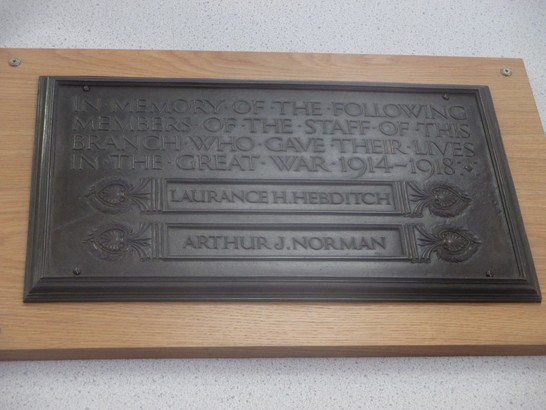 IN MEMORY OF THE FOLLOWING
MEMBERS OF THE STAFF OF THIS
BRANCH WHO GAVE THEIR LIVES
IN THE GREAT WAR 1914–1918
LAURANCE H. HEBDITCH
ARTHUR J. NORMAN